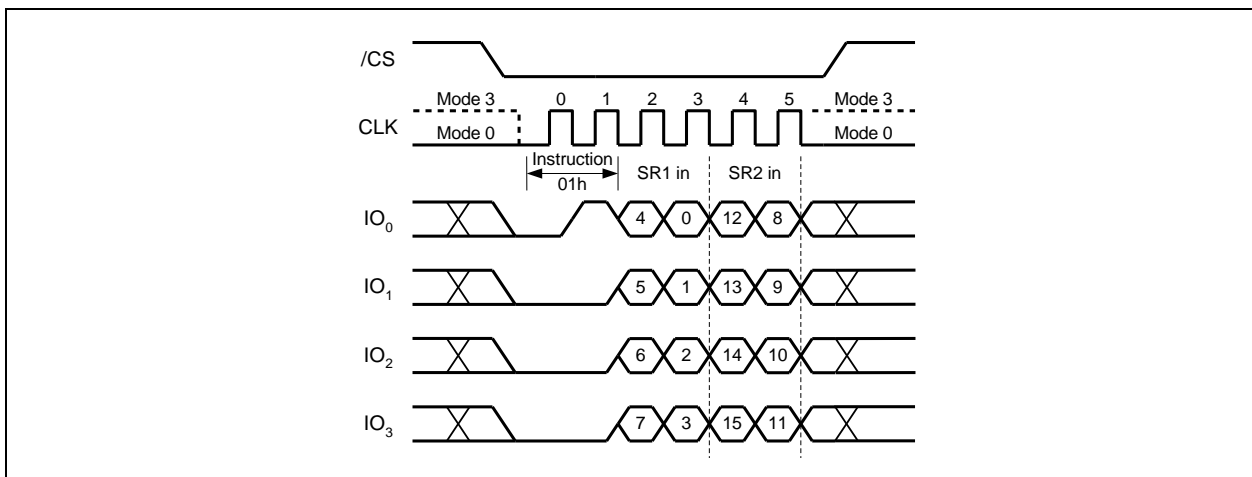 /CS
Mode 3 0 1 2 3 4 5 Mode 3
CLK Mode 0 Mode 0
Instruction
01h SR1 in SR2 in
IO0 4 0 12 8
IO1 5 1 13 9
IO2 6 2 14 10
IO3 7 3 15 11